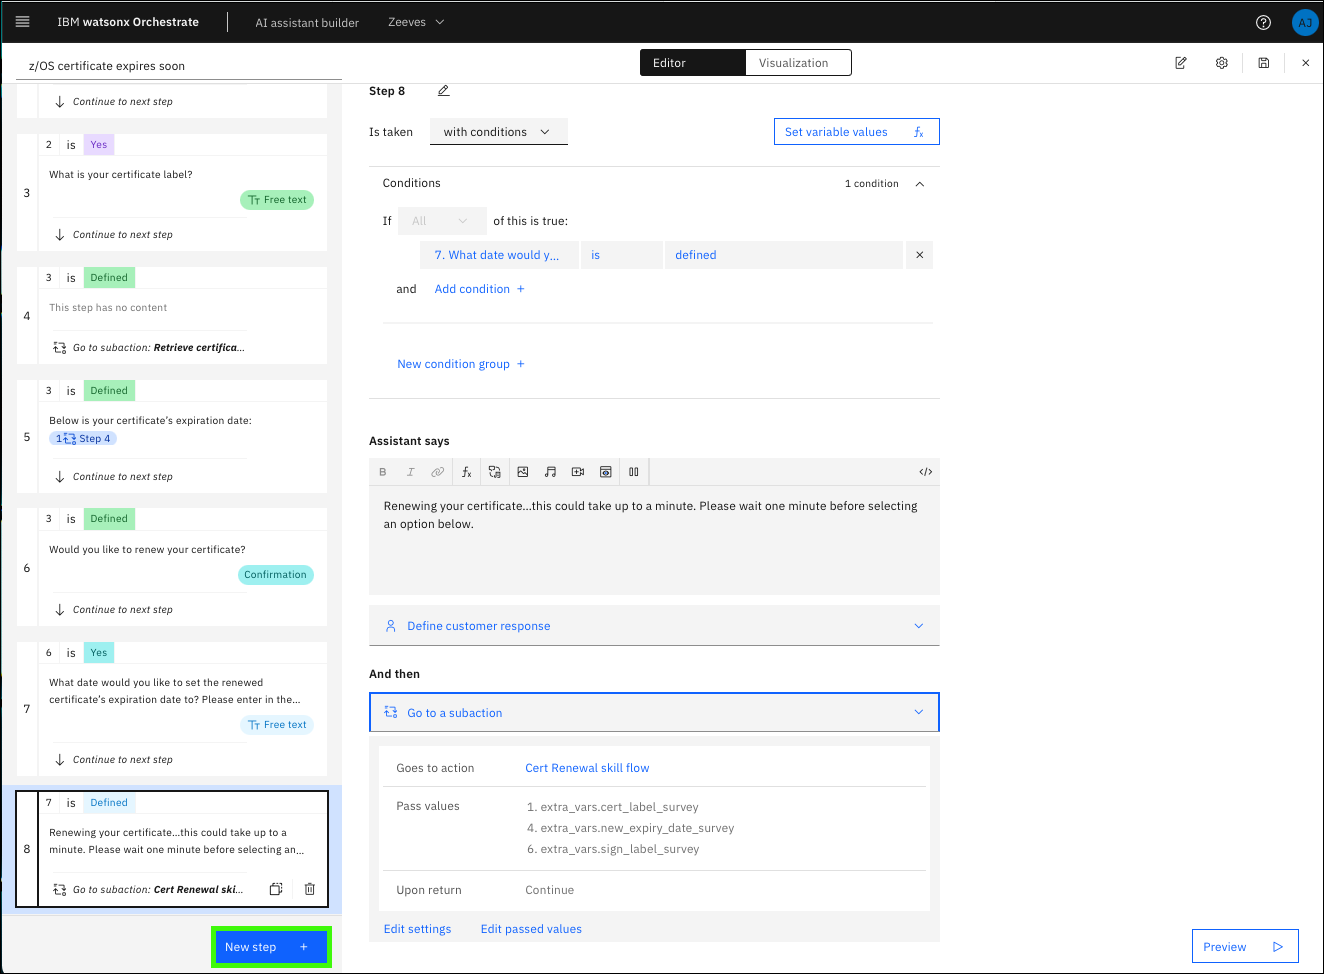 IBM watsonx Orchestrate
AI assistant builder
Zeeves
AJ
z/OS certificate expires soon
Editor
Visualization
Continue to next step
2 is Yes
3
What is your certificate label?
Free text
Continue to next step
3 is Defined
4
This step has no content
Go to subaction: Retrieve certifica...
3 is Defined
5
Below is your certificate's expiration date:
1 Step 4
Continue to next step
3 is Defined
6
Would you like to renew your certificate?
Confirmation
Continue to next step
6 is Yes
7
What date would you like to set the renewed
certificate's expiration date to? Please enter in the...
Free text
Continue to next step
7 is Defined
8
Renewing your certificate...this could take up to a
minute. Please wait one minute before selecting an...
Go to subaction: Cert Renewal ski...
New step +
Step 8
Is taken with conditions
Set variable values fx
Conditions
1 condition
If All of this is true:
7. What date would y... is defined ×
and Add condition +
New condition group +
Assistant says
B I fx </>
Renewing your certificate...this could take up to a minute. Please wait one minute before selecting
an option below.
Define customer response
And then
Go to a subaction
Goes to action Cert Renewal skill flow
Pass values 1. extra_vars.cert_label_survey
4. extra_vars.new_expiry_date_survey
6. extra_vars.sign_label_survey
Upon return Continue
Edit settings Edit passed values
Preview